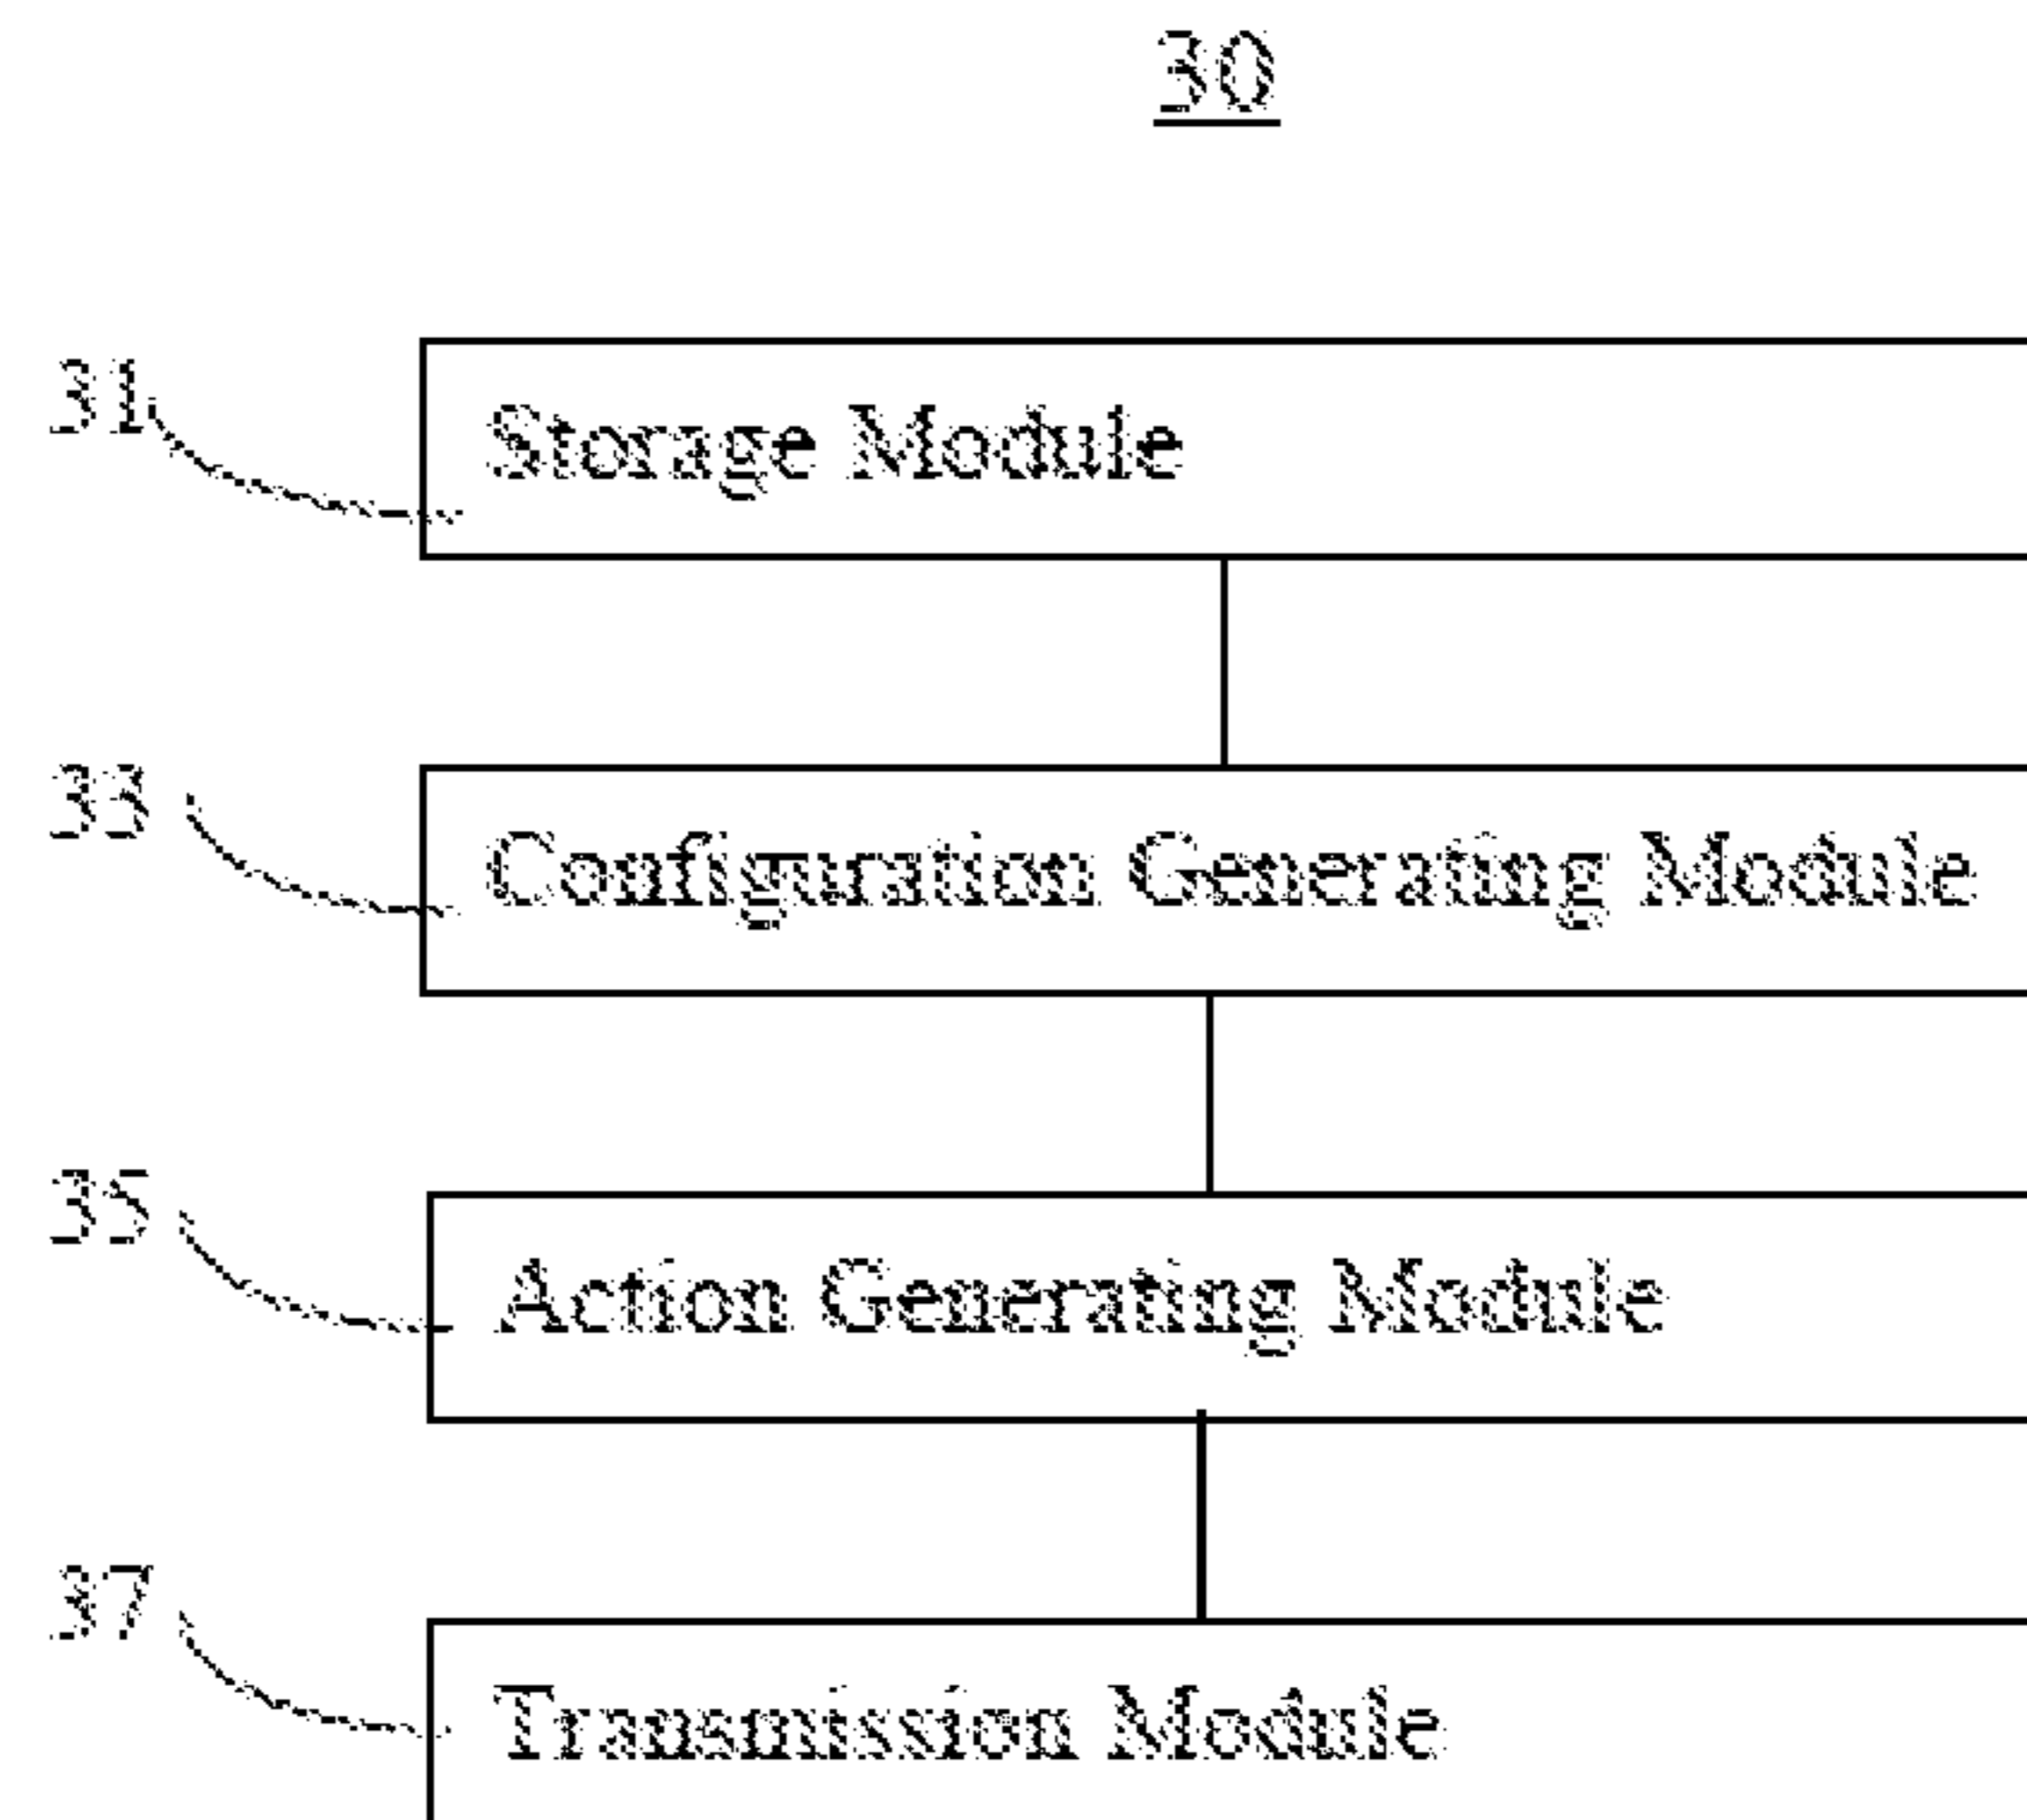 30
31
Storage Module
33
Configuration Generating Module
35
Action Generating Module
37
Transmission Module